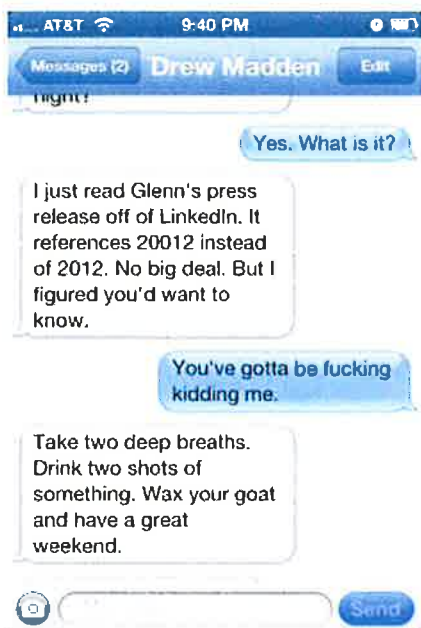 AT&T 9:40 PM
Messages (2) Drew Madden Edit
night?
Yes. What is it?
I just read Glenn's press
release off of LinkedIn. It
references 20012 instead
of 2012. No big deal. But I
figured you'd want to
know.
You've gotta be fucking
kidding me.
Take two deep breaths.
Drink two shots of
something. Wax your goat
and have a great
weekend.
Send